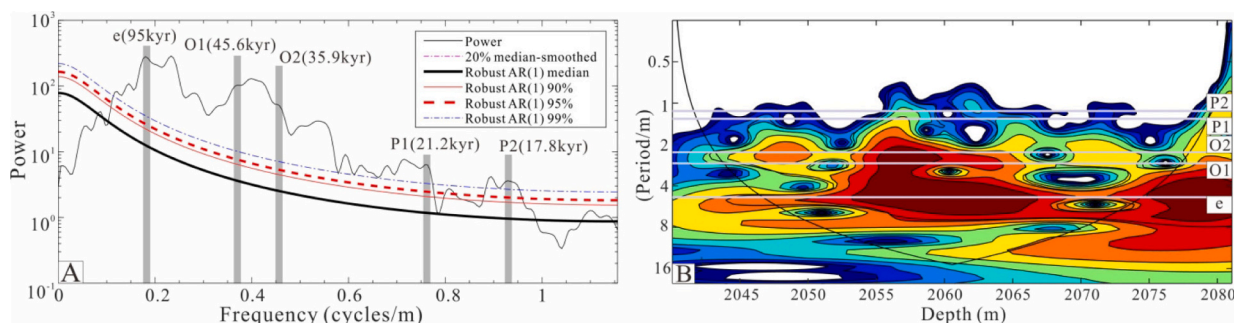 10³
e(95kyr)
O1(45.6kyr)
O2(35.9kyr)
Power
20% median-smoothed
Robust AR(1) median
Robust AR(1) 90%
Robust AR(1) 95%
Robust AR(1) 99%
10²
Power
10¹
P1(21.2kyr)
P2(17.8kyr)
10⁰
A
10⁻¹
0 0.2 0.4 0.6 0.8 1
Frequency (cycles/m)
0.5
1
2
4
8
16
(Period/m)
P2
P1
O2
O1
e
B
2045 2050 2055 2060 2065 2070 2075 2080
Depth (m)